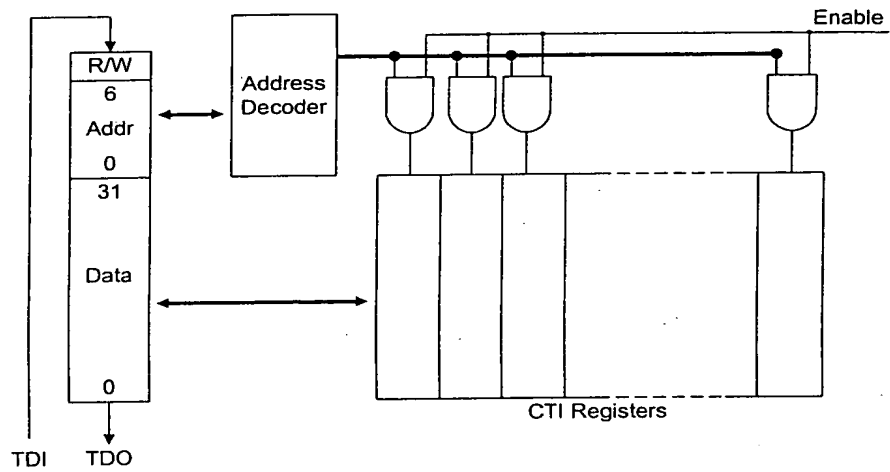 Enable
R/W
6
Addr
0
31
Data
0
Address
Decoder
CTI Registers
TDI
TDO